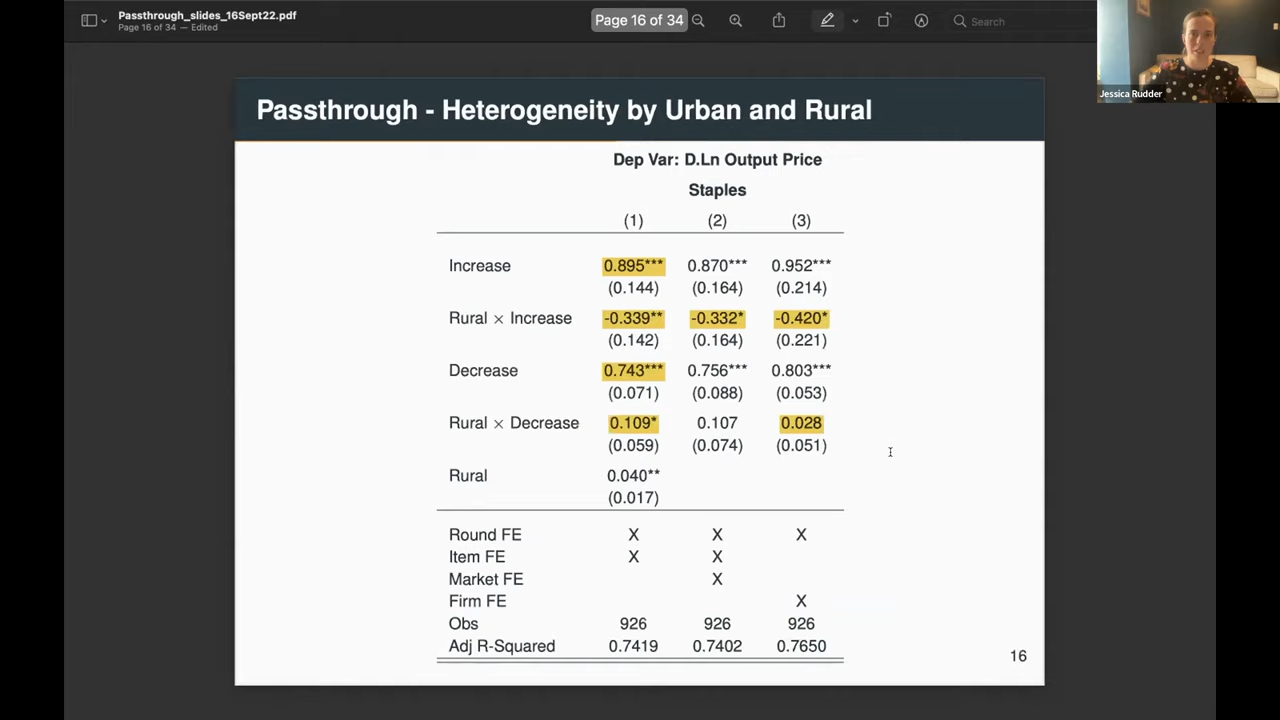 Passthrough_slides_16Sept22.pdf
Page 16 of 34 — Edited
Page 16 of 34
Search
Jessica Rudder
Passthrough - Heterogeneity by Urban and Rural
Dep Var: D.Ln Output Price
Staples
(1) (2) (3)
Increase 0.895*** 0.870*** 0.952***
(0.144) (0.164) (0.214)
Rural × Increase -0.339** -0.332* -0.420*
(0.142) (0.164) (0.221)
Decrease 0.743*** 0.756*** 0.803***
(0.071) (0.088) (0.053)
Rural × Decrease 0.109* 0.107 0.028
(0.059) (0.074) (0.051)
Rural 0.040**
(0.017)
Round FE X X X
Item FE X X
Market FE X
Firm FE X
Obs 926 926 926
Adj R-Squared 0.7419 0.7402 0.7650
16